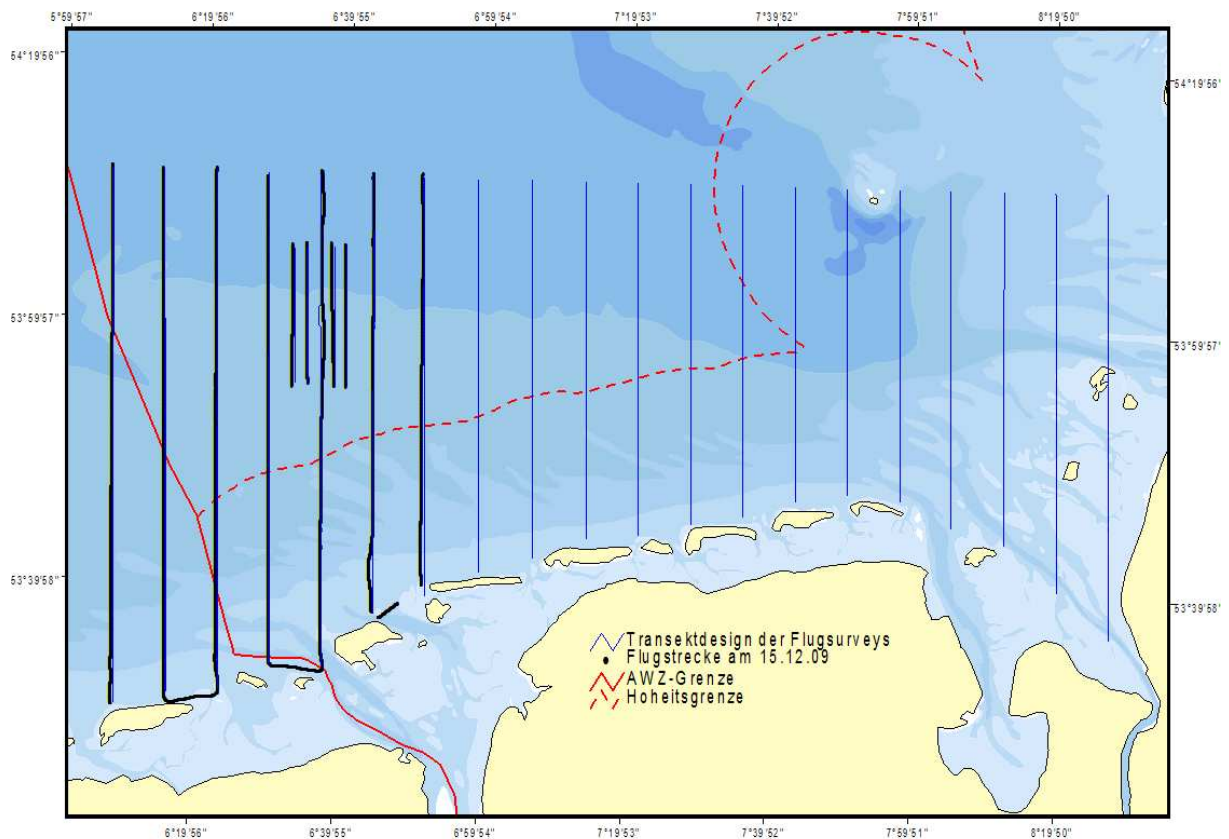 5°59'57" 6°19'56" 6°39'55" 6°59'54" 7°19'53" 7°39'52" 7°59'51" 8°19'50"
54°19'56"
54°19'56"
53°59'57"
53°59'57"
53°39'58"
53°39'58"
Transektdesign der Flugsurveys
Flugstrecke am 15.12.09
AWZ-Grenze
Hoheitsgrenze
6°19'56" 6°39'55" 6°59'54" 7°19'53" 7°39'52" 7°59'51" 8°19'50"